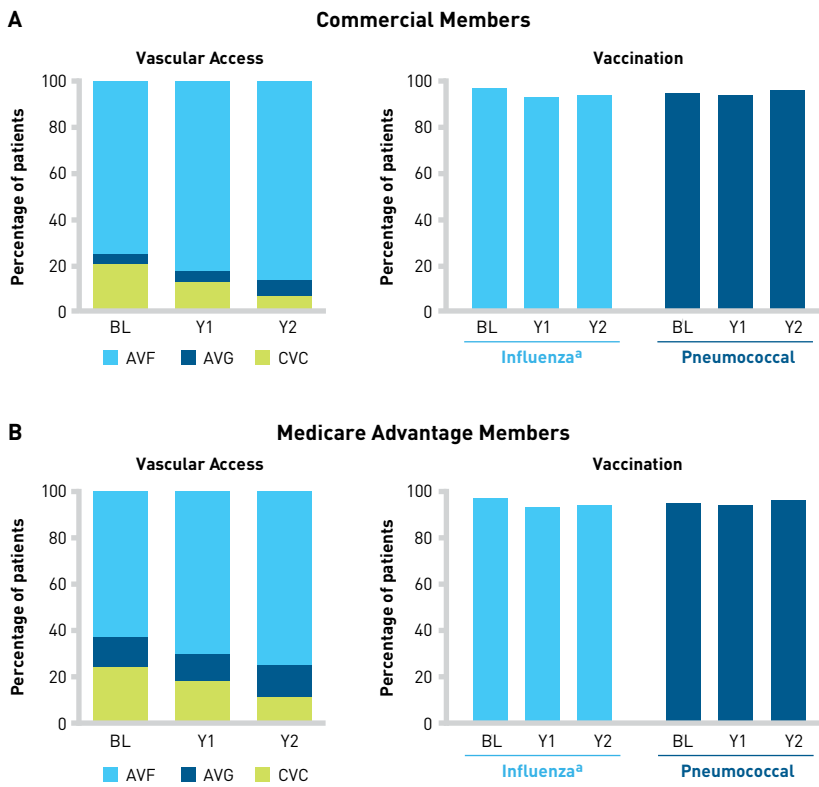 A
Commercial Members
Vascular Access
Percentage of patients
100
80
60
40
20
0
BL Y1 Y2
AVF AVG CVC
Vaccination
Percentage of patients
100
80
60
40
20
0
BL Y1 Y2 BL Y1 Y2
Influenzaᵃ Pneumococcal
B
Medicare Advantage Members
Vascular Access
Percentage of patients
100
80
60
40
20
0
BL Y1 Y2
AVF AVG CVC
Vaccination
Percentage of patients
100
80
60
40
20
0
BL Y1 Y2 BL Y1 Y2
Influenzaᵃ Pneumococcal